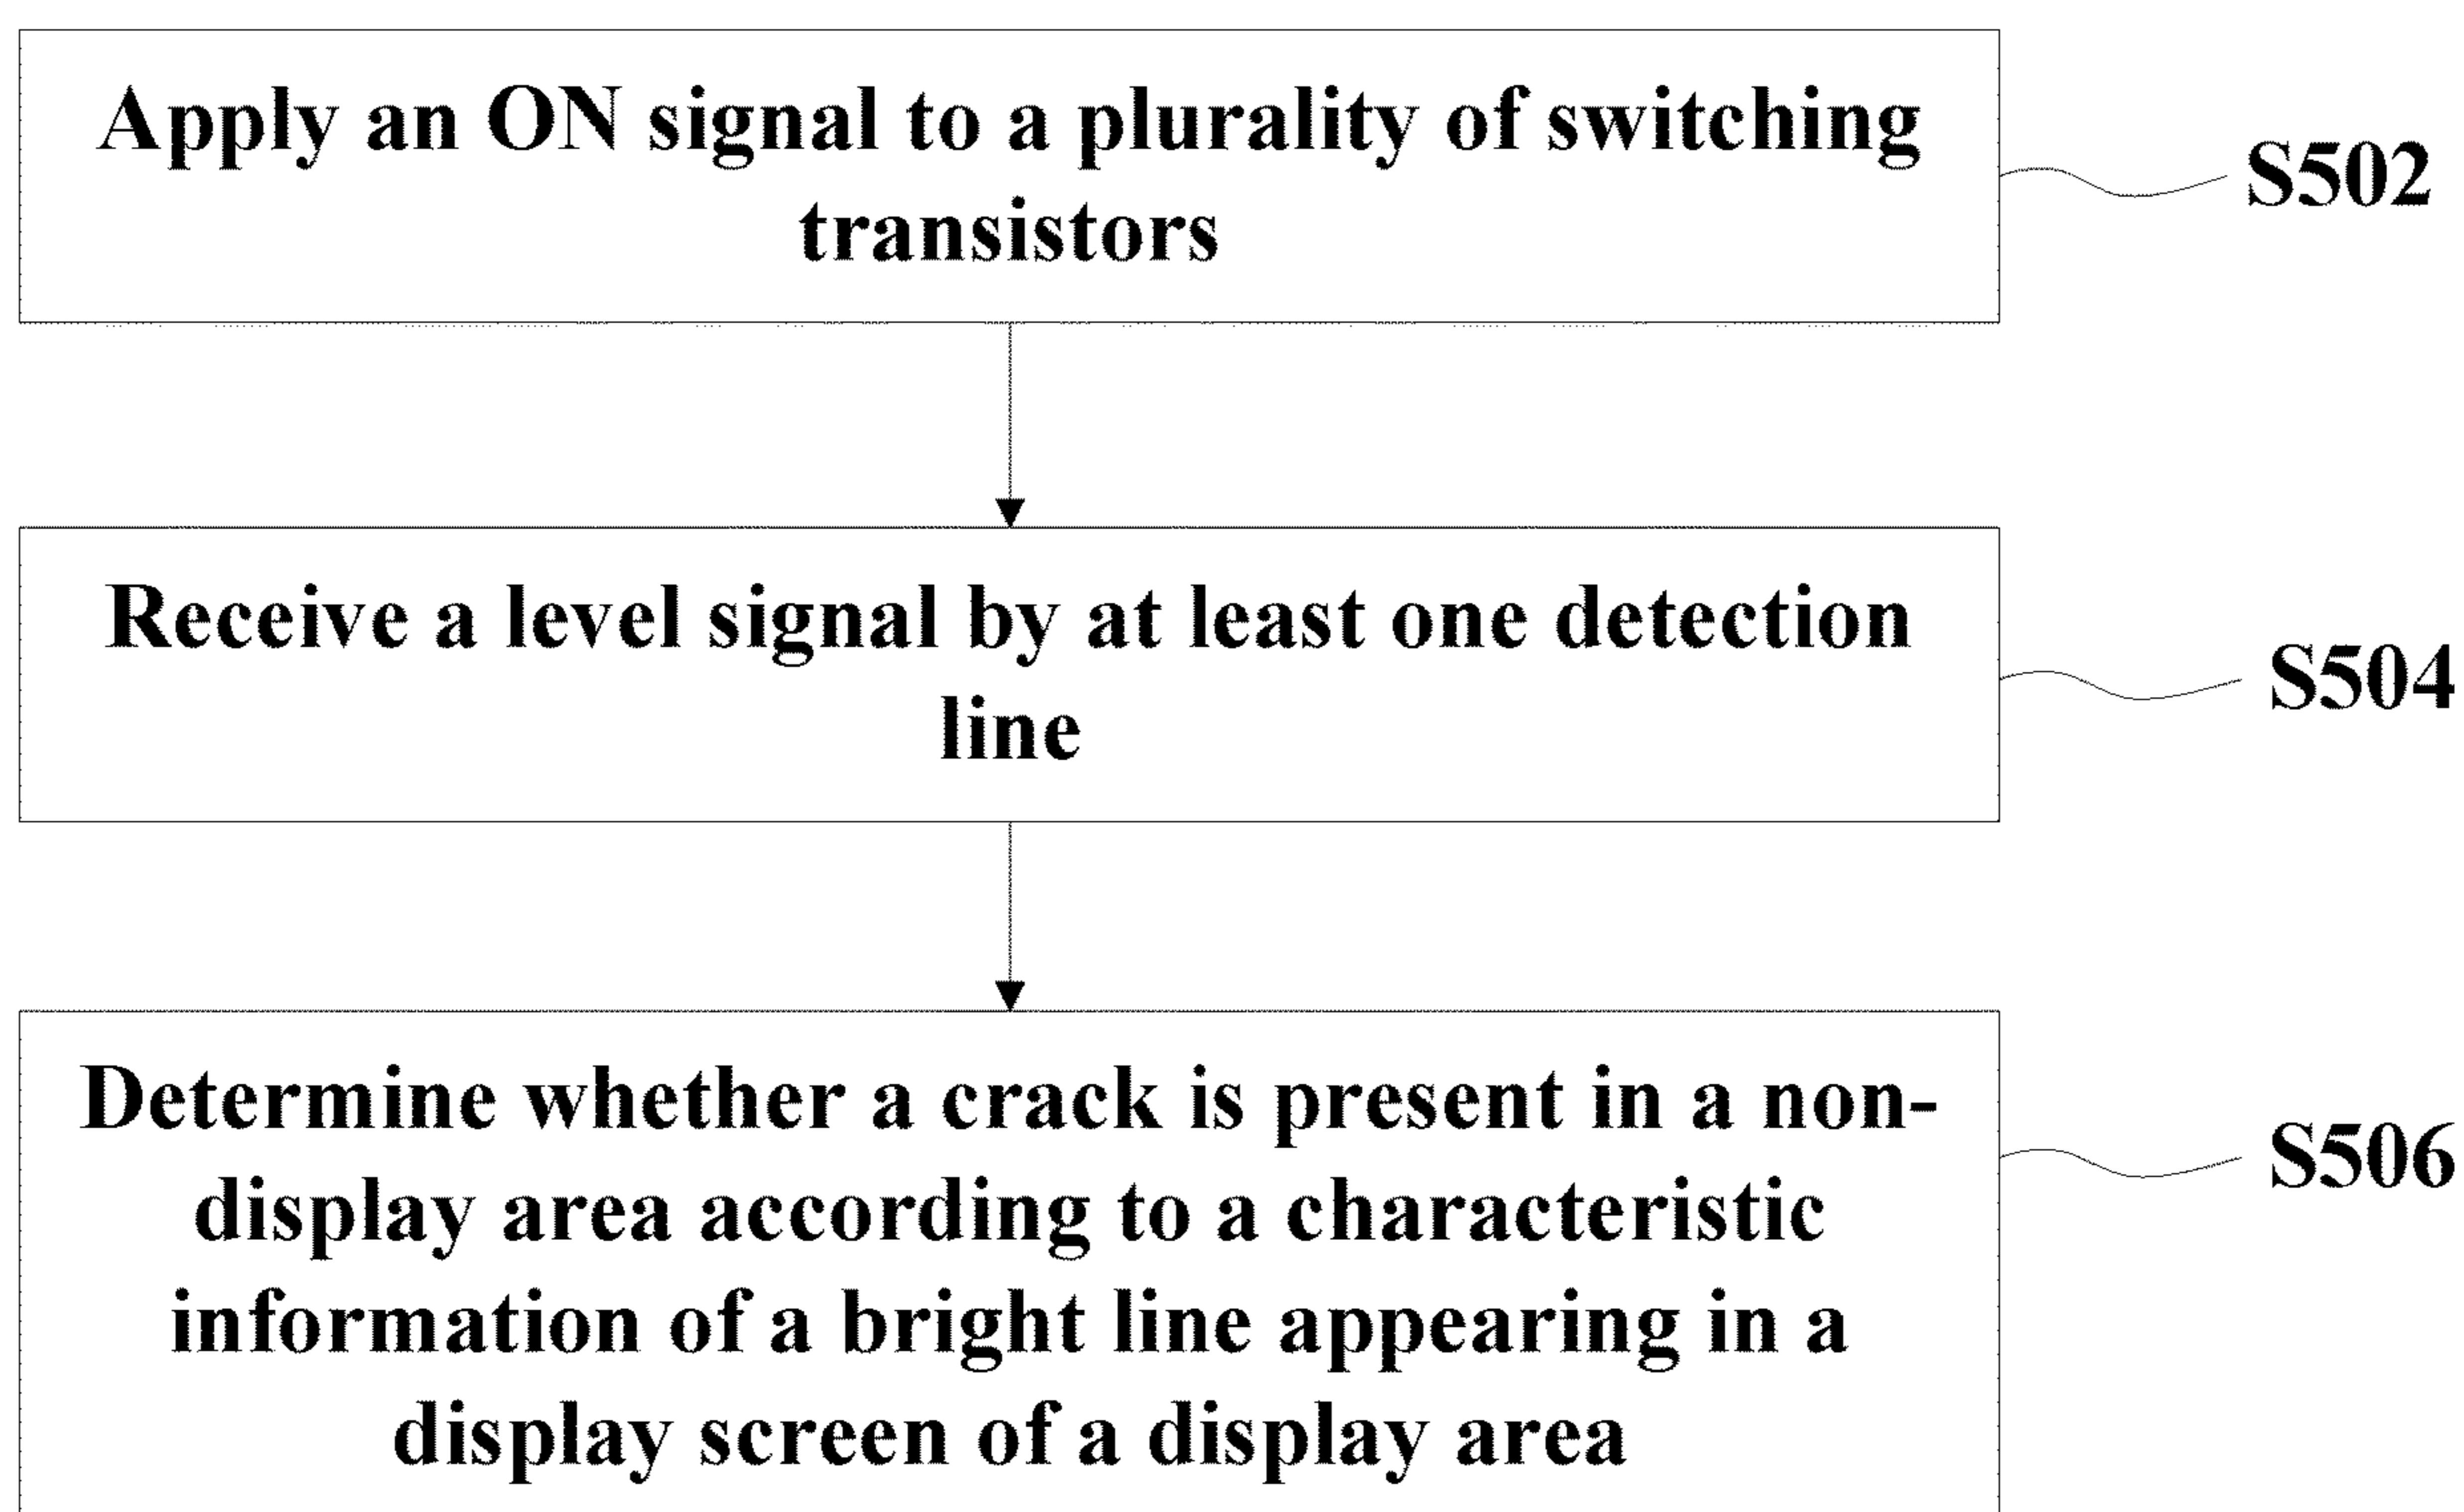 Apply an ON signal to a plurality of switching
transistors
S502
Receive a level signal by at least one detection
line
S504
Determine whether a crack is present in a non-
display area according to a characteristic
information of a bright line appearing in a
display screen of a display area
S506